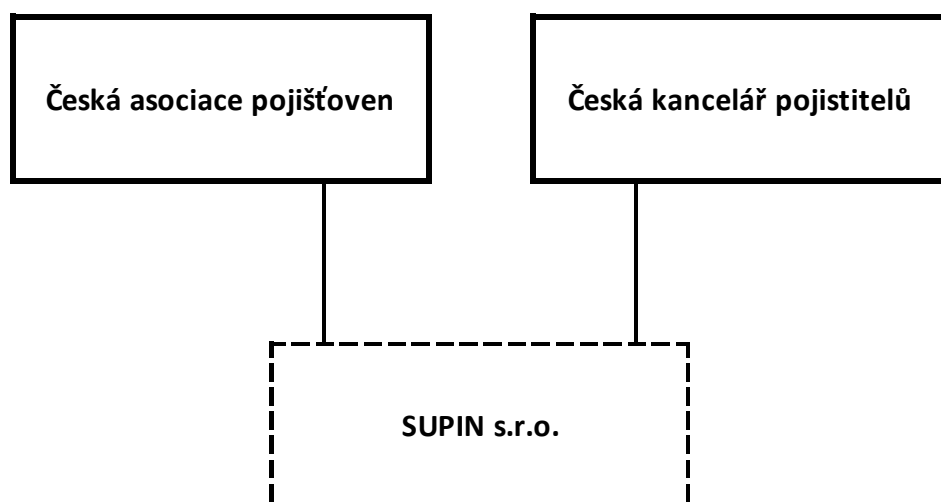 Česká asociace pojišťoven
Česká kancelář pojistitelů
SUPIN s.r.o.